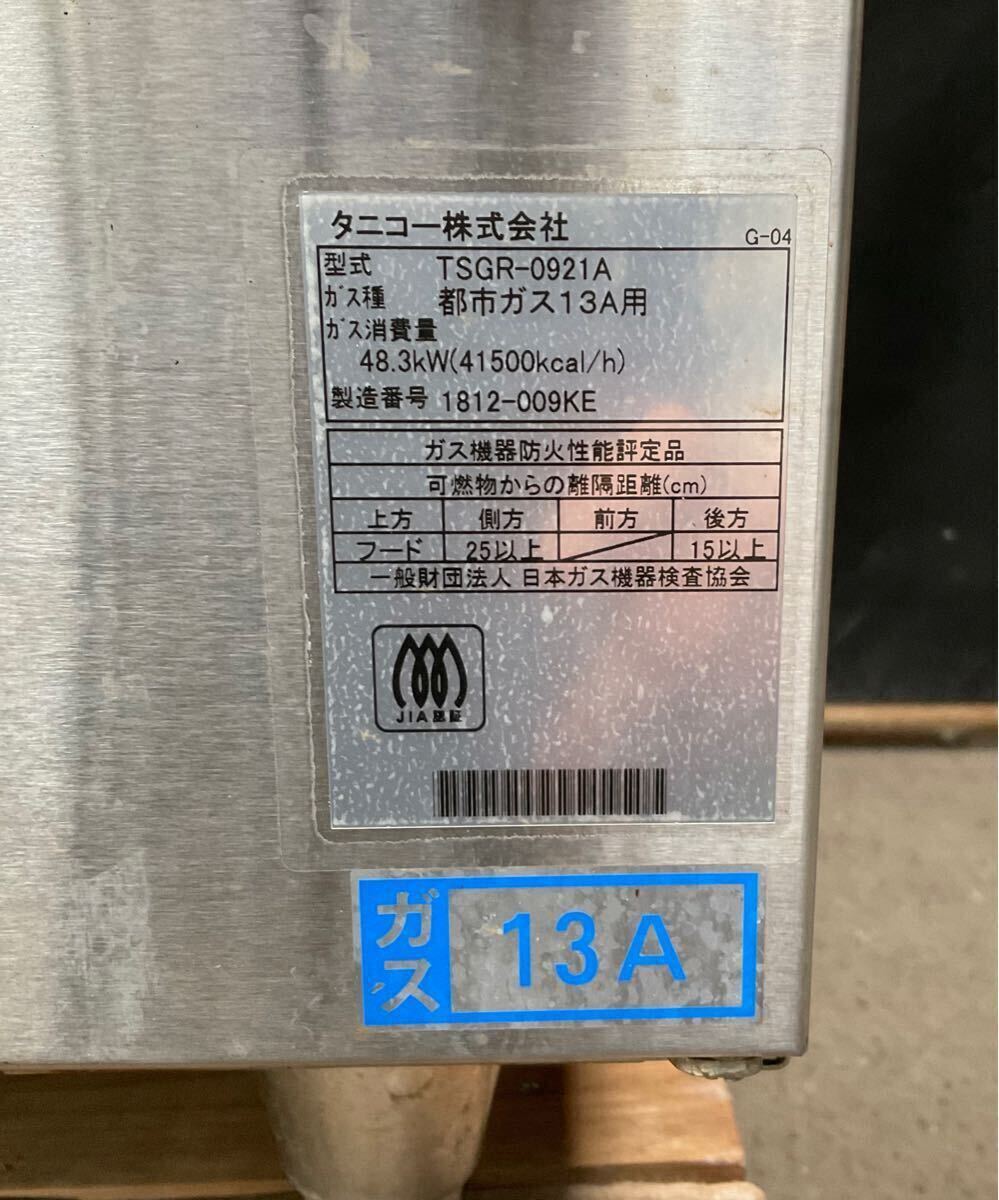 タニコー株式会社
G-04
型式 TSGR-0921A
ガス種 都市ガス13A用
ガス消費量
48.3kW(41500kcal/h)
製造番号 1812-009KE
ガス機器防火性能評定品
可燃物からの離隔距離(cm)
上方 側方 前方 後方
フード 25以上 15以上
一般財団法人 日本ガス機器検査協会
JIA認証
ガス 13A